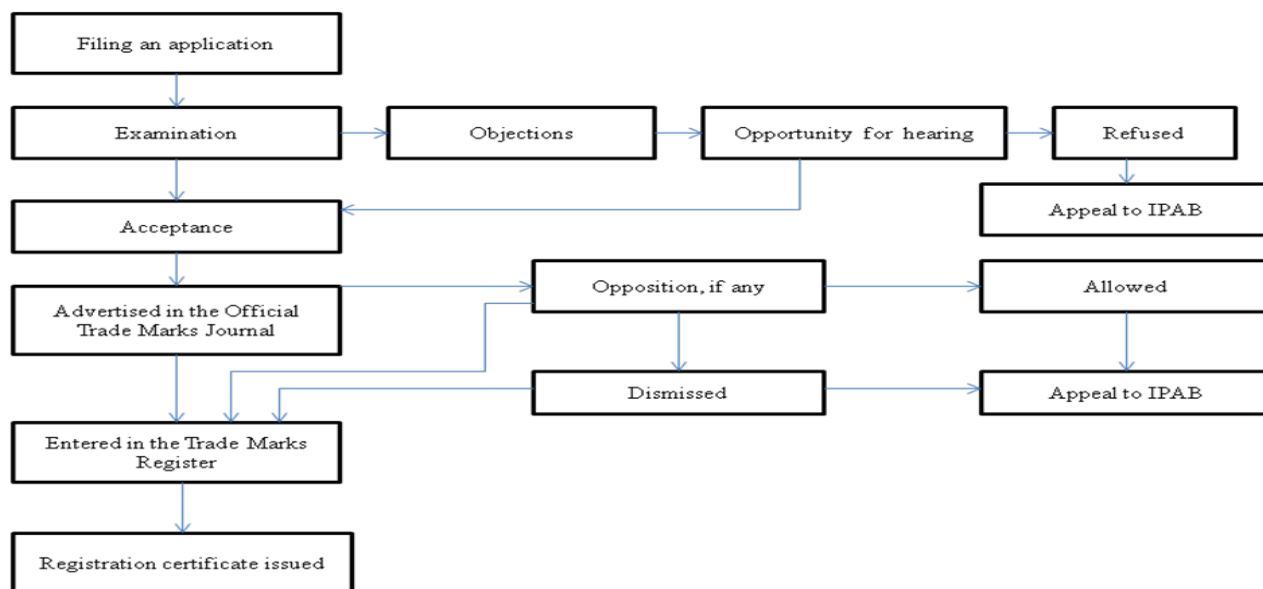 Filing an application
Examination
Objections
Opportunity for hearing
Refused
Appeal to IPAB
Acceptance
Advertised in the Official
Trade Marks Journal
Opposition, if any
Allowed
Dismissed
Appeal to IPAB
Entered in the Trade Marks
Register
Registration certificate issued